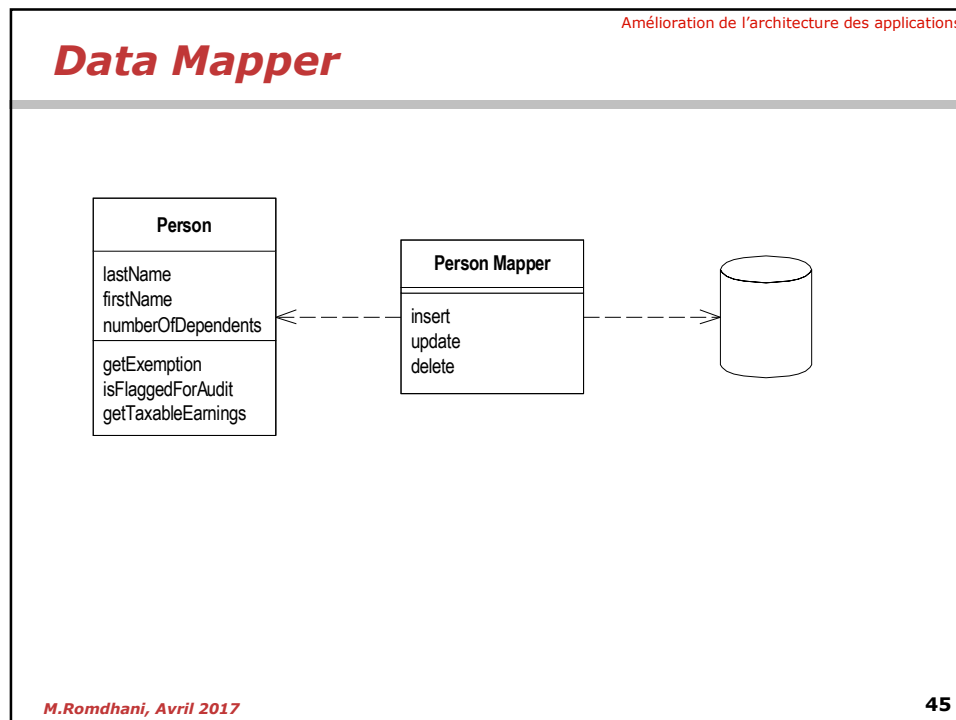 Amélioration de l'architecture des applications
Data Mapper
Person
lastName
firstName
numberOfDependents
getExemption
isFlaggedForAudit
getTaxableEarnings
Person Mapper
insert
update
delete
M.Romdhani, Avril 2017
45